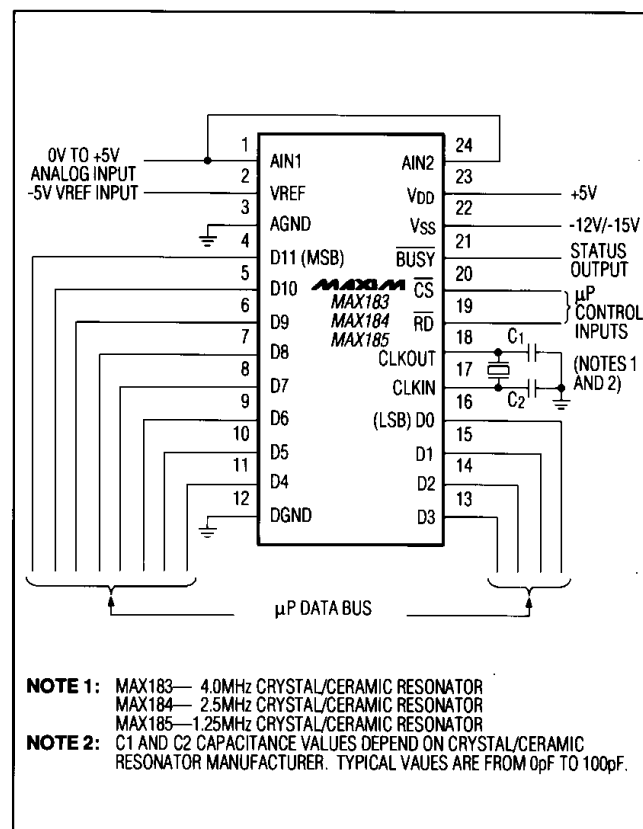 0V TO +5V
ANALOG INPUT
-5V VREF INPUT
1
2
3
4
5
6
7
8
9
10
11
12
AIN1
VREF
AGND
D11 (MSB)
D10
D9
D8
D7
D6
D5
D4
DGND
MAXIM
MAX183
MAX184
MAX185
AIN2
VDD
VSS
BUSY
CS
RD
CLKOUT
CLKIN
(LSB) D0
D1
D2
D3
24
23
22
21
20
19
18
17
16
15
14
13
+5V
-12V/-15V
STATUS
OUTPUT
µP
CONTROL
INPUTS
C1
C2
(NOTES 1
AND 2)
µP DATA BUS
NOTE 1: MAX183— 4.0MHz CRYSTAL/CERAMIC RESONATOR
MAX184— 2.5MHz CRYSTAL/CERAMIC RESONATOR
MAX185—1.25MHz CRYSTAL/CERAMIC RESONATOR
NOTE 2: C1 AND C2 CAPACITANCE VALUES DEPEND ON CRYSTAL/CERAMIC
RESONATOR MANUFACTURER. TYPICAL VAUES ARE FROM 0pF TO 100pF.